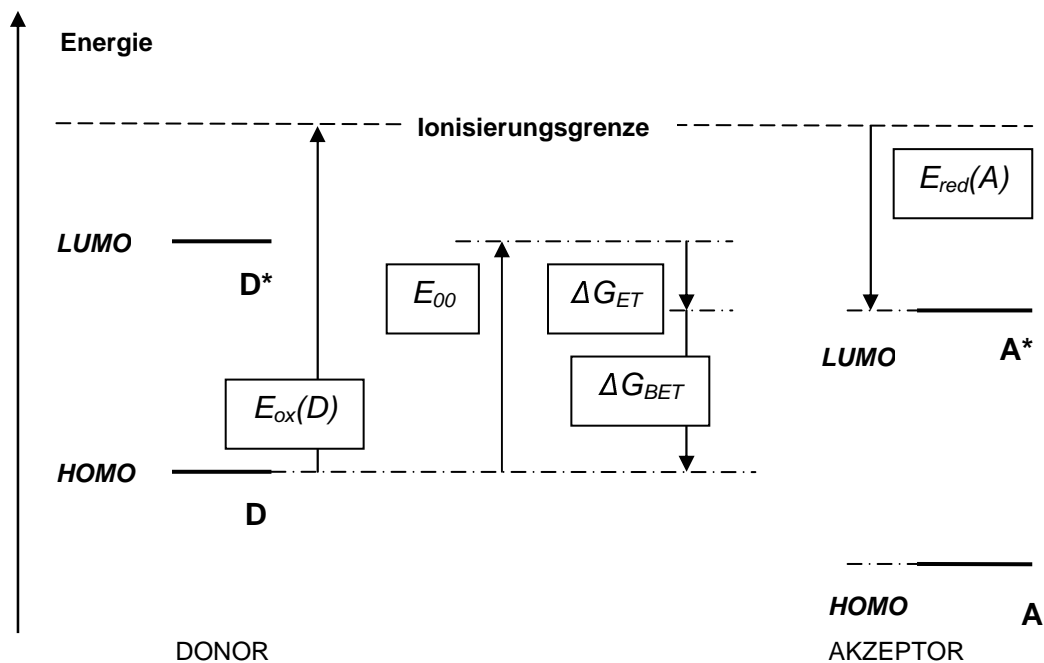 Energie
Ionisierungsgrenze
E_red(A)
LUMO
D*
E_00
ΔG_ET
LUMO
A*
ΔG_BET
E_ox(D)
HOMO
D
HOMO
A
DONOR
AKZEPTOR